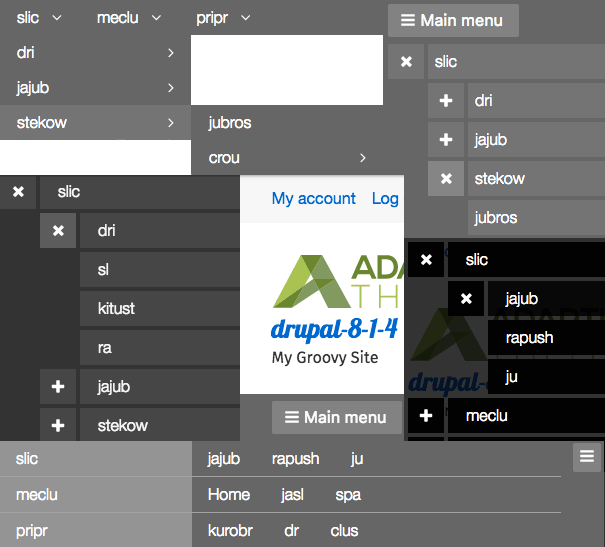 slic meclu pripr
dri
jajub
stekow
jubros
crou
Main menu
slic
dri
jajub
stekow
jubros
slic
dri
sl
kitust
ra
jajub
stekow
My account Log
ADA
TH
drupal-8-1-4
My Groovy Site
Main menu
slic
jajub
rapush
ju
meclu
slic jajub rapush ju
meclu Home jasl spa
pripr kurobr dr clus